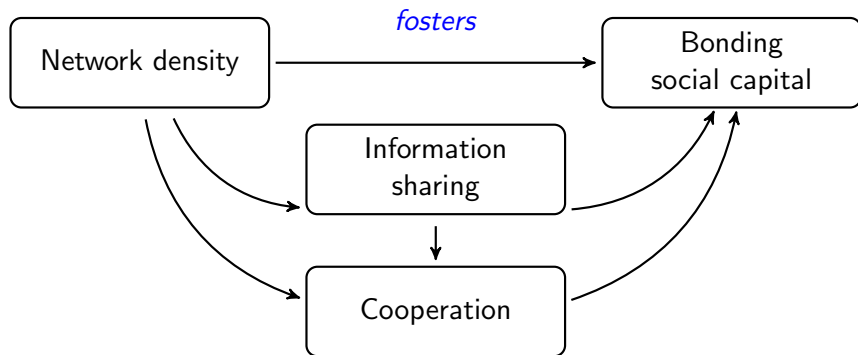 fosters
Network density
Bonding
social capital
Information
sharing
Cooperation